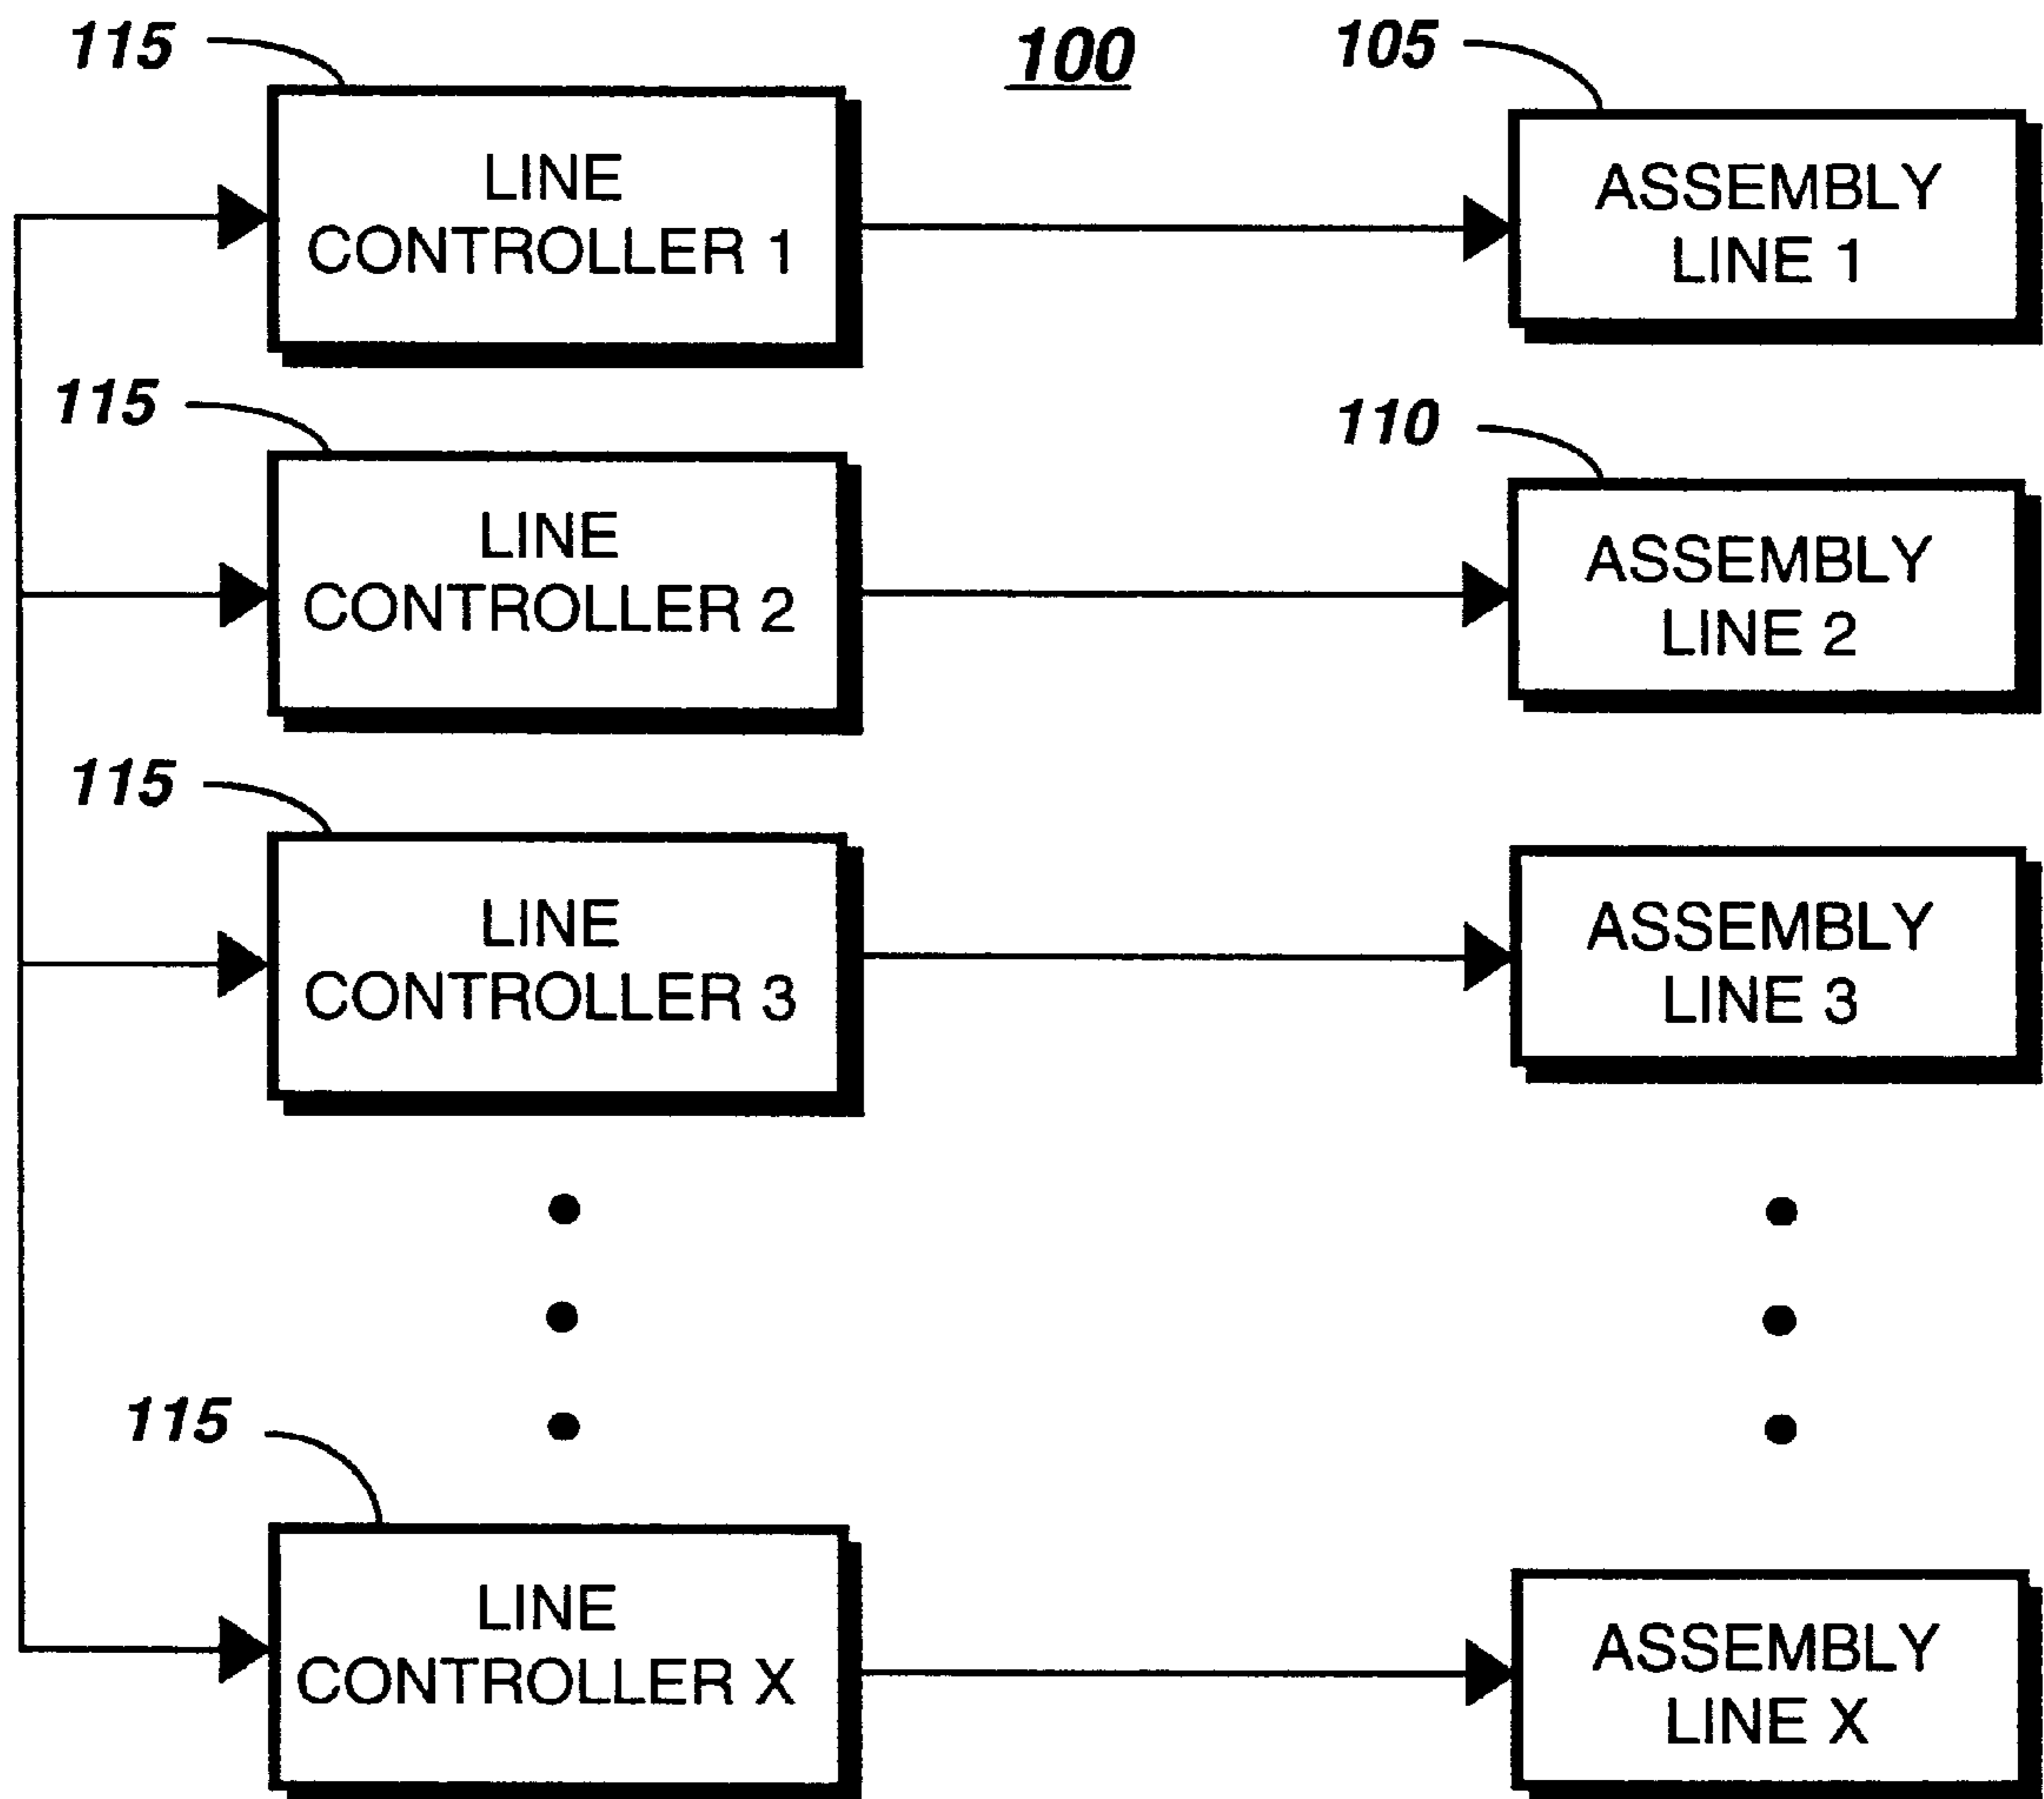 100
115
LINE
CONTROLLER 1
105
ASSEMBLY
LINE 1
115
LINE
CONTROLLER 2
110
ASSEMBLY
LINE 2
115
LINE
CONTROLLER 3
ASSEMBLY
LINE 3
115
LINE
CONTROLLER X
ASSEMBLY
LINE X